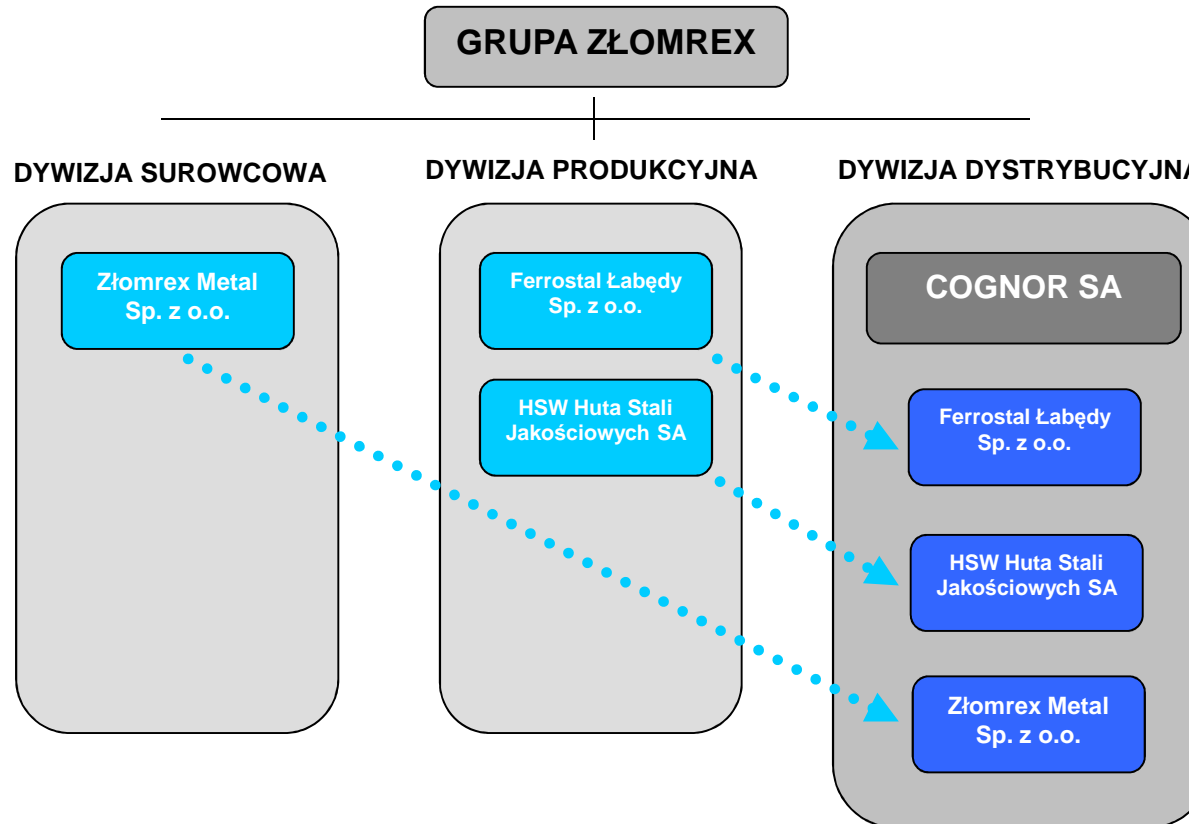 GRUPA ZŁOMREX
DYWIZJA SUROWCOWA
DYWIZJA PRODUKCYJNA
DYWIZJA DYSTRYBUCYJNA
Złomrex Metal
Sp. z o.o.
Ferrostal Łabędy
Sp. z o.o.
HSW Huta Stali
Jakościowych SA
COGNOR SA
Ferrostal Łabędy
Sp. z o.o.
HSW Huta Stali
Jakościowych SA
Złomrex Metal
Sp. z o.o.